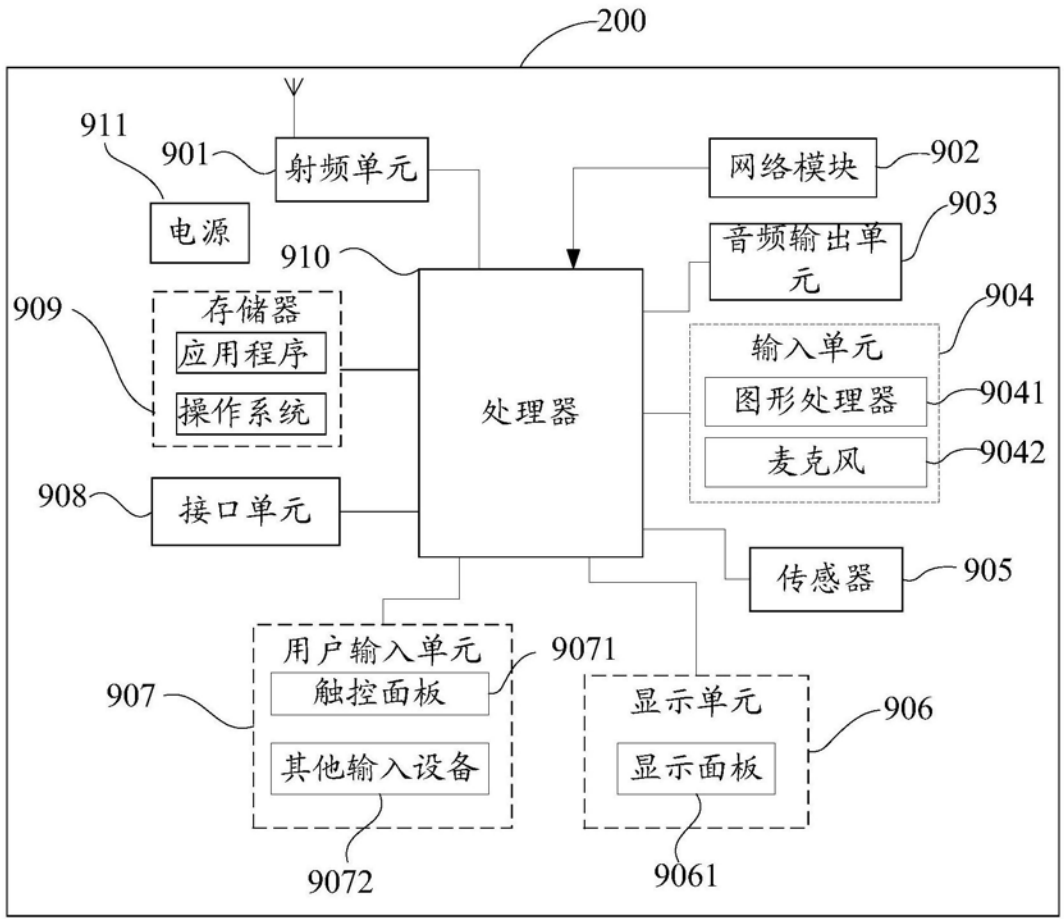 200
911
901
射频单元
网络模块
902
电源
910
音频输出单
元
903
909
存储器
应用程序
操作系统
处理器
904
输入单元
图形处理器
9041
麦克风
9042
908
接口单元
传感器
905
907
用户输入单元
触控面板
9071
其他输入设备
9072
显示单元
906
显示面板
9061